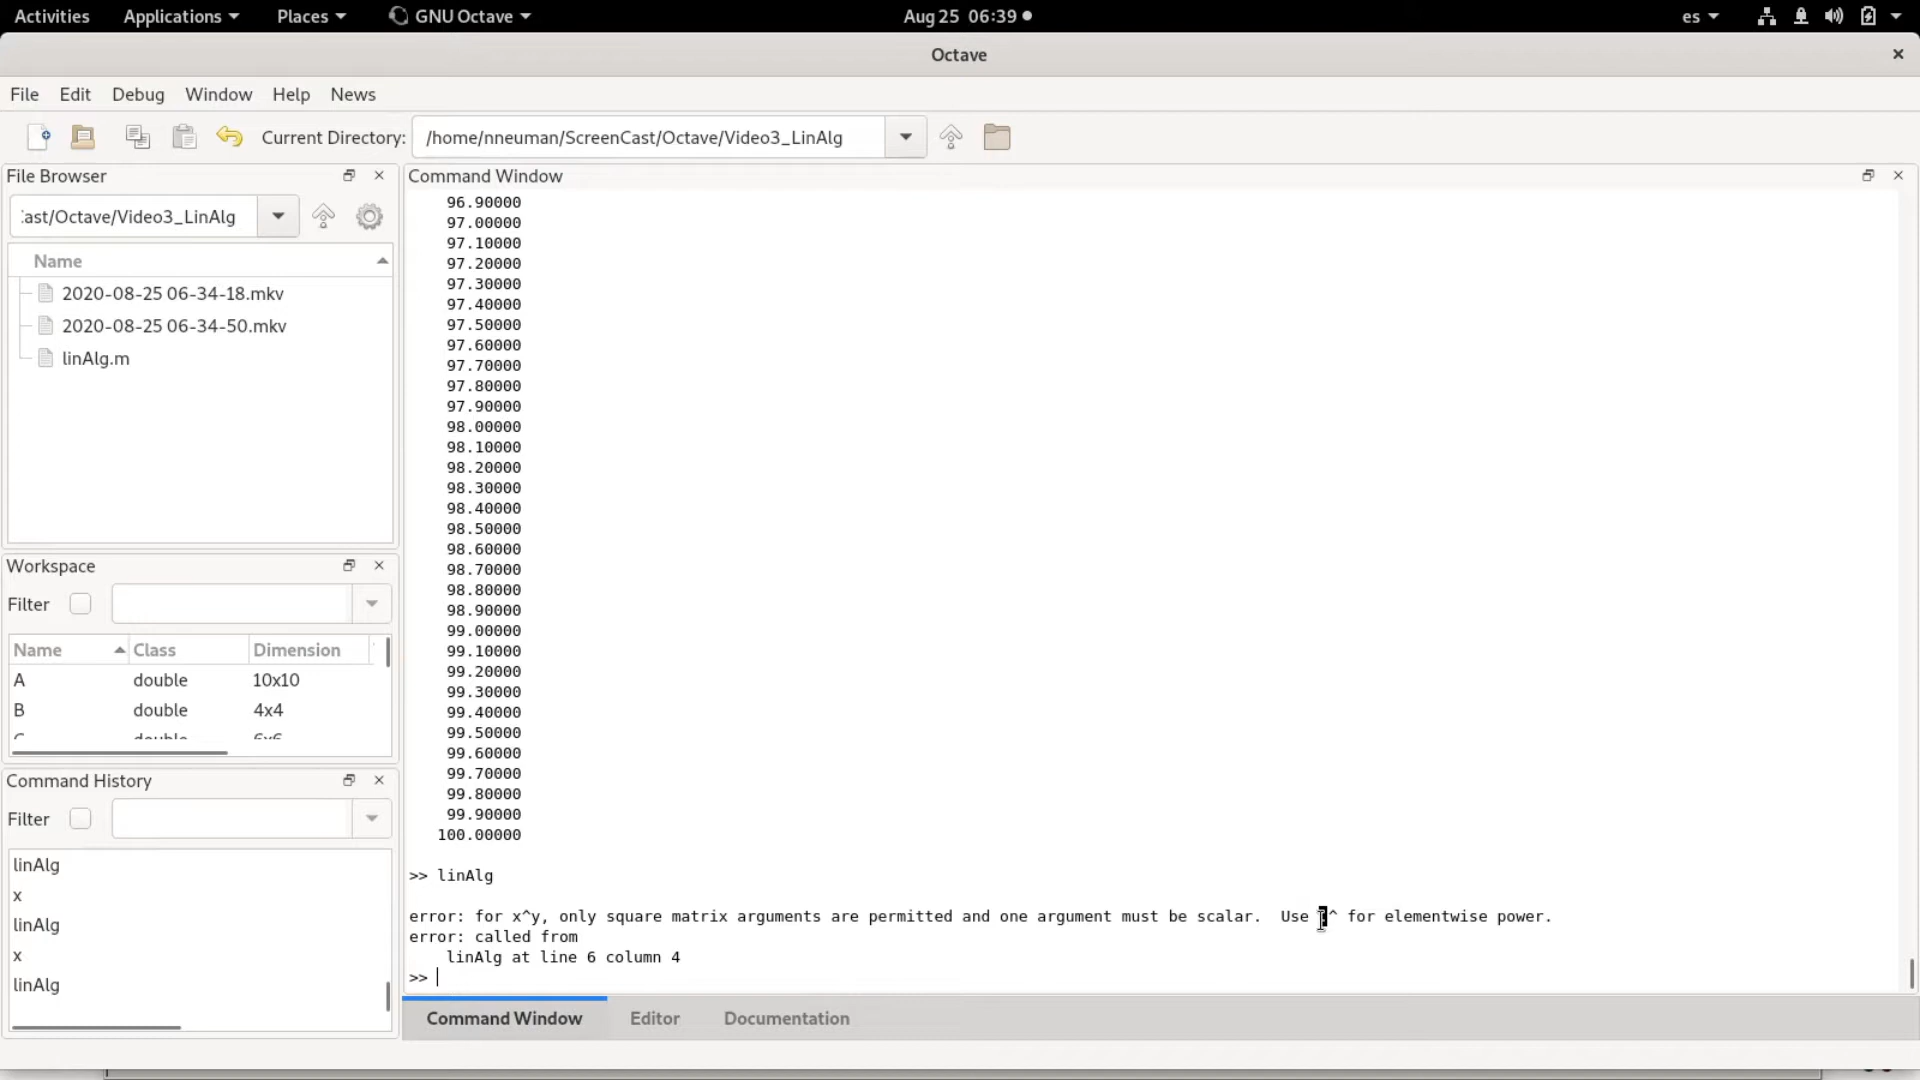 Activities Applications Places GNU Octave Aug 25 06:39 es
Octave
File Edit Debug Window Help News
Current Directory: /home/nneuman/ScreenCast/Octave/Video3_LinAlg
File Browser
:ast/Octave/Video3_LinAlg
Name
2020-08-25 06-34-18.mkv
2020-08-25 06-34-50.mkv
linAlg.m
Workspace
Filter
Name Class Dimension
A double 10x10
B double 4x4
C double 6x6
Command History
Filter
linAlg
x
linAlg
x
linAlg
Command Window
96.90000
97.00000
97.10000
97.20000
97.30000
97.40000
97.50000
97.60000
97.70000
97.80000
97.90000
98.00000
98.10000
98.20000
98.30000
98.40000
98.50000
98.60000
98.70000
98.80000
98.90000
99.00000
99.10000
99.20000
99.30000
99.40000
99.50000
99.60000
99.70000
99.80000
99.90000
100.00000
>> linAlg
error: for x^y, only square matrix arguments are permitted and one argument must be scalar. Use .^ for elementwise power.
error: called from
linAlg at line 6 column 4
>>
Command Window Editor Documentation